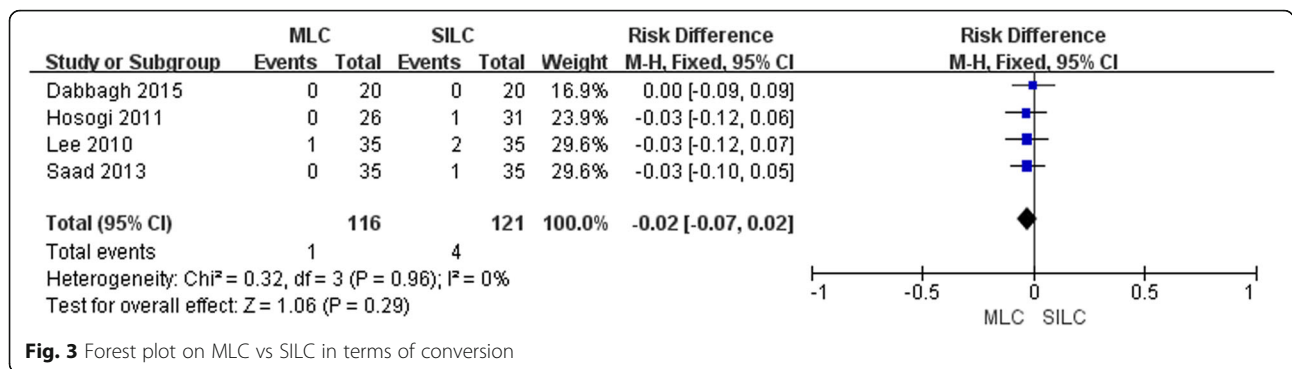 MLC SILC Risk Difference Risk Difference
Study or Subgroup Events Total Events Total Weight M-H, Fixed, 95% CI M-H, Fixed, 95% CI
Dabbagh 2015 0 20 0 20 16.9% 0.00 [-0.09, 0.09]
Hosogi 2011 0 26 1 31 23.9% -0.03 [-0.12, 0.06]
Lee 2010 1 35 2 35 29.6% -0.03 [-0.12, 0.07]
Saad 2013 0 35 1 35 29.6% -0.03 [-0.10, 0.05]
Total (95% CI) 116 121 100.0% -0.02 [-0.07, 0.02]
Total events 1 4
Heterogeneity: Chi² = 0.32, df = 3 (P = 0.96); I² = 0%
Test for overall effect: Z = 1.06 (P = 0.29)
-1 -0.5 0 0.5 1
MLC SILC
Fig. 3 Forest plot on MLC vs SILC in terms of conversion